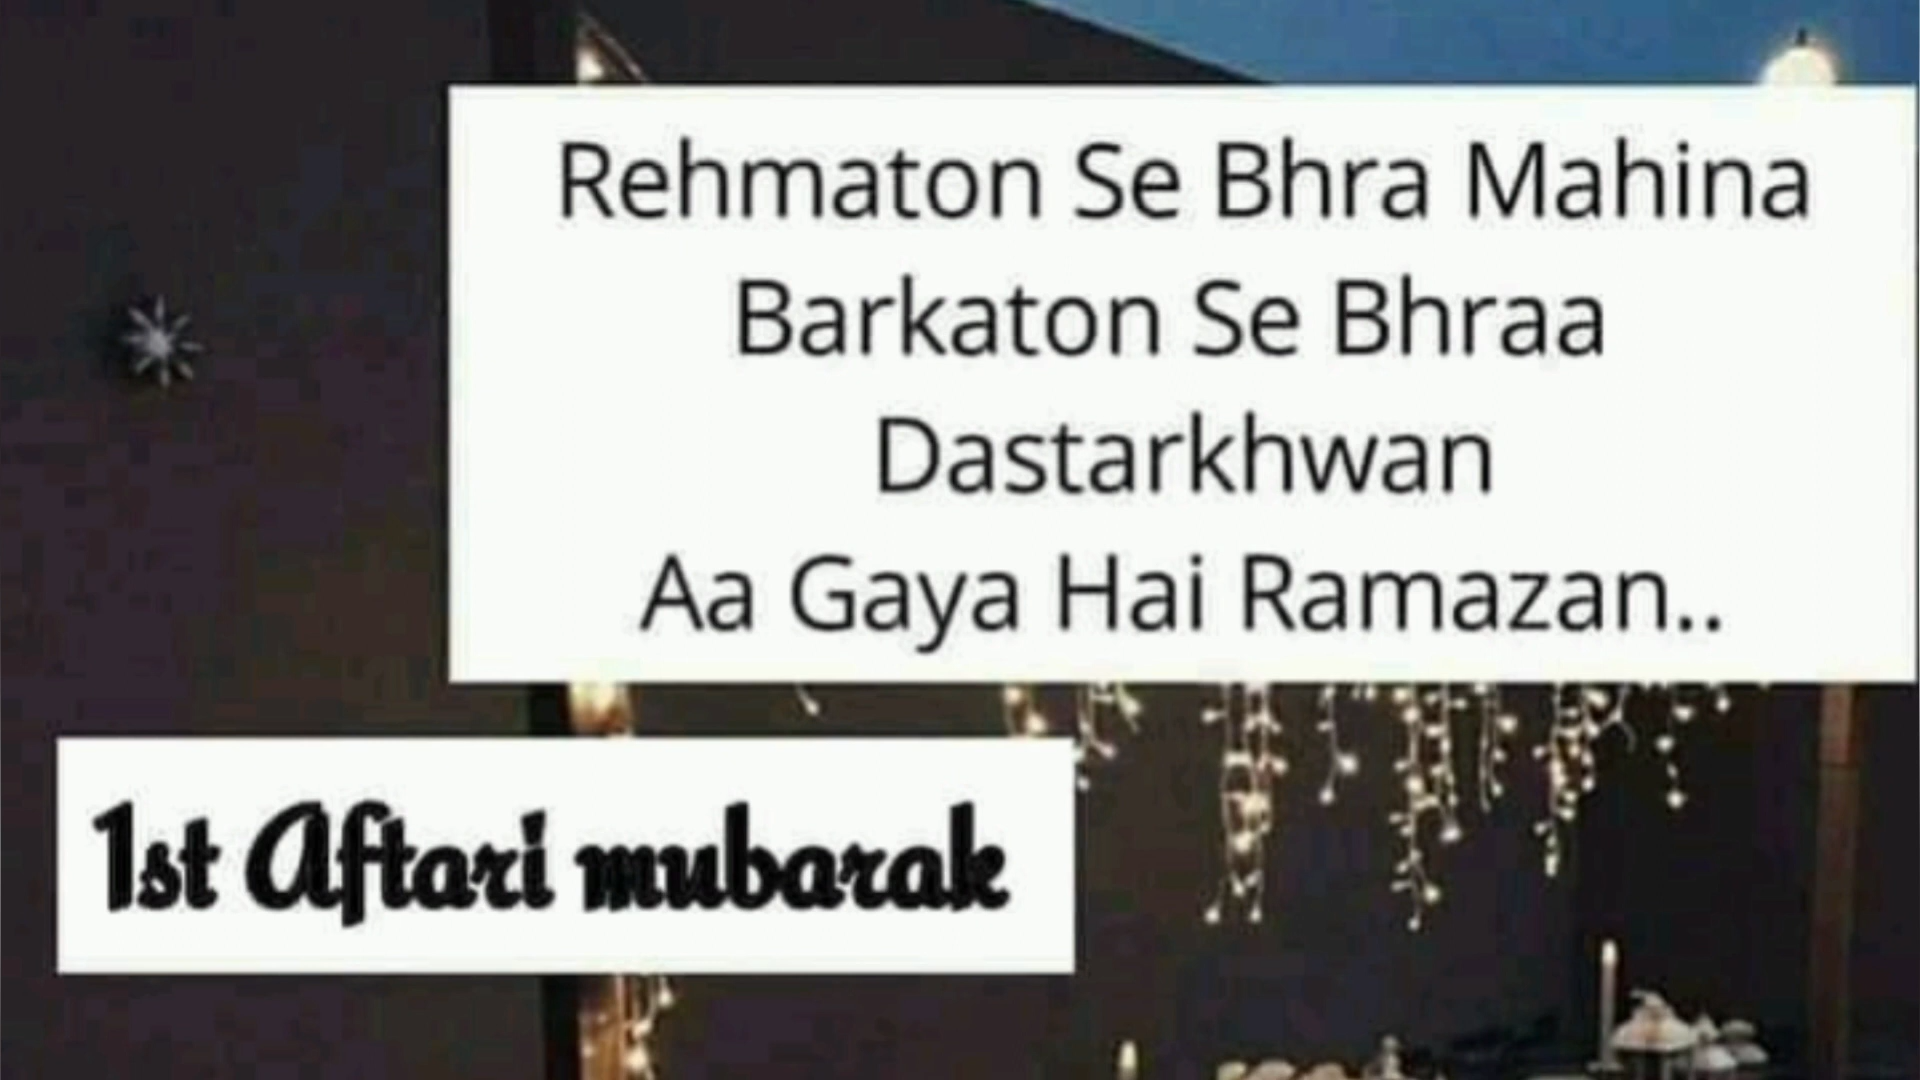 Rehmaton Se Bhra Mahina
Barkaton Se Bhraa
Dastarkhwan
Aa Gaya Hai Ramazan..
1st Aftari mubarak